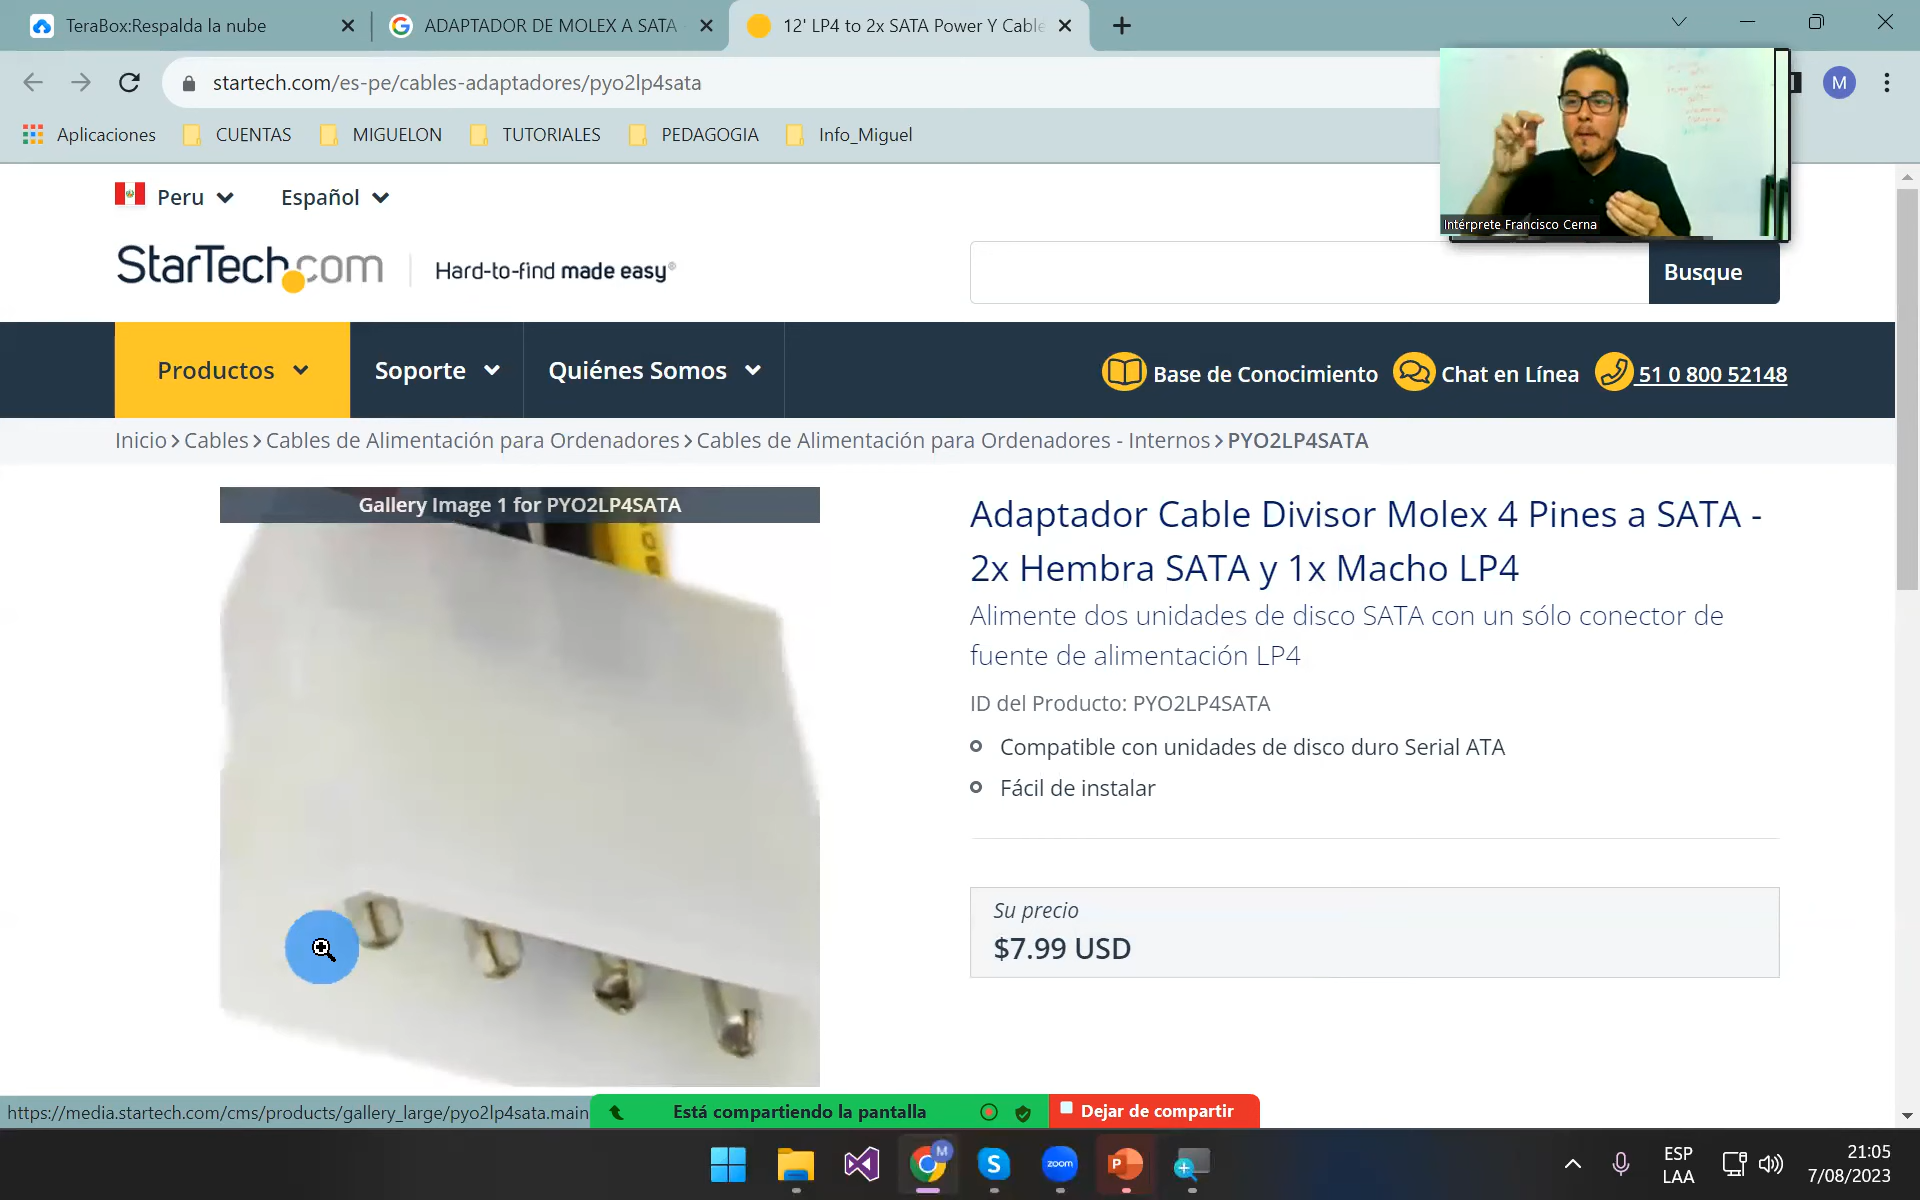 TeraBox:Respalda la nube
ADAPTADOR DE MOLEX A SATA
12' LP4 to 2x SATA Power Y Cable
startech.com/es-pe/cables-adaptadores/pyo2lp4sata
M
Aplicaciones
CUENTAS
MIGUELON
TUTORIALES
PEDAGOGIA
Info_Miguel
Intérprete Francisco Cerna
Peru
Español
StarTech.com
Hard-to-find made easy®
Busque
Productos
Soporte
Quiénes Somos
Base de Conocimiento
Chat en Línea
51 0 800 52148
Inicio > Cables > Cables de Alimentación para Ordenadores > Cables de Alimentación para Ordenadores - Internos > PYO2LP4SATA
Gallery Image 1 for PYO2LP4SATA
Adaptador Cable Divisor Molex 4 Pines a SATA -
2x Hembra SATA y 1x Macho LP4
Alimente dos unidades de disco SATA con un sólo conector de
fuente de alimentación LP4
ID del Producto: PYO2LP4SATA
Compatible con unidades de disco duro Serial ATA
Fácil de instalar
Su precio
$7.99 USD
https://media.startech.com/cms/products/gallery_large/pyo2lp4sata.main
Está compartiendo la pantalla
Dejar de compartir
M
S
zoom
P
ESP
LAA
21:05
7/08/2023